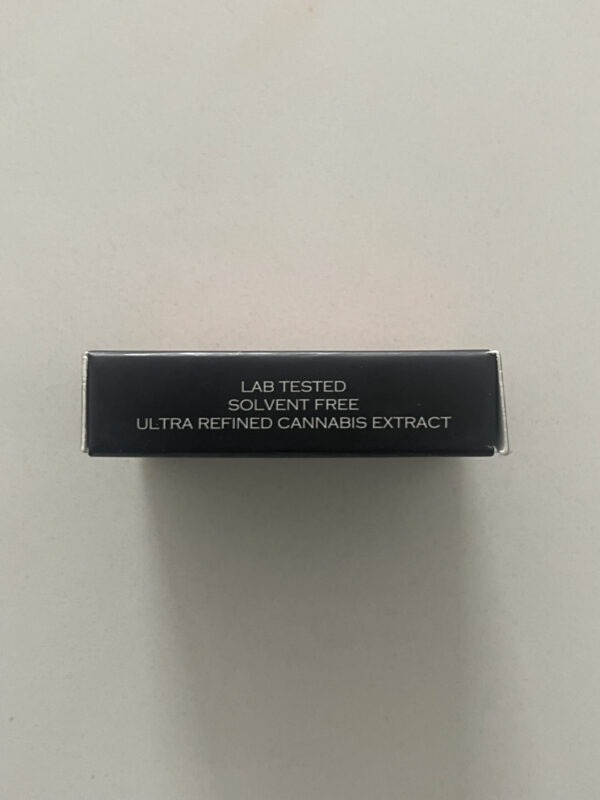 LAB TESTED
SOLVENT FREE
ULTRA REFINED CANNABIS EXTRACT